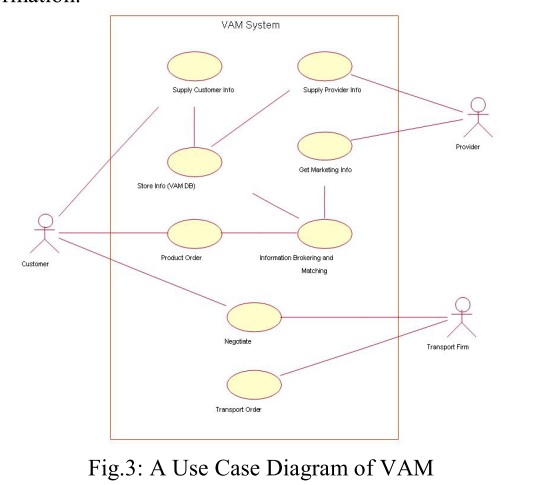 rmation.
VAM System
Supply Customer Info
Supply Provider Info
Provider
Store Info (VAM DB)
Get Marketing Info
Customer
Product Order
Information Brokering and
Matching
Negotiate
Transport Firm
Transport Order
Fig.3: A Use Case Diagram of VAM